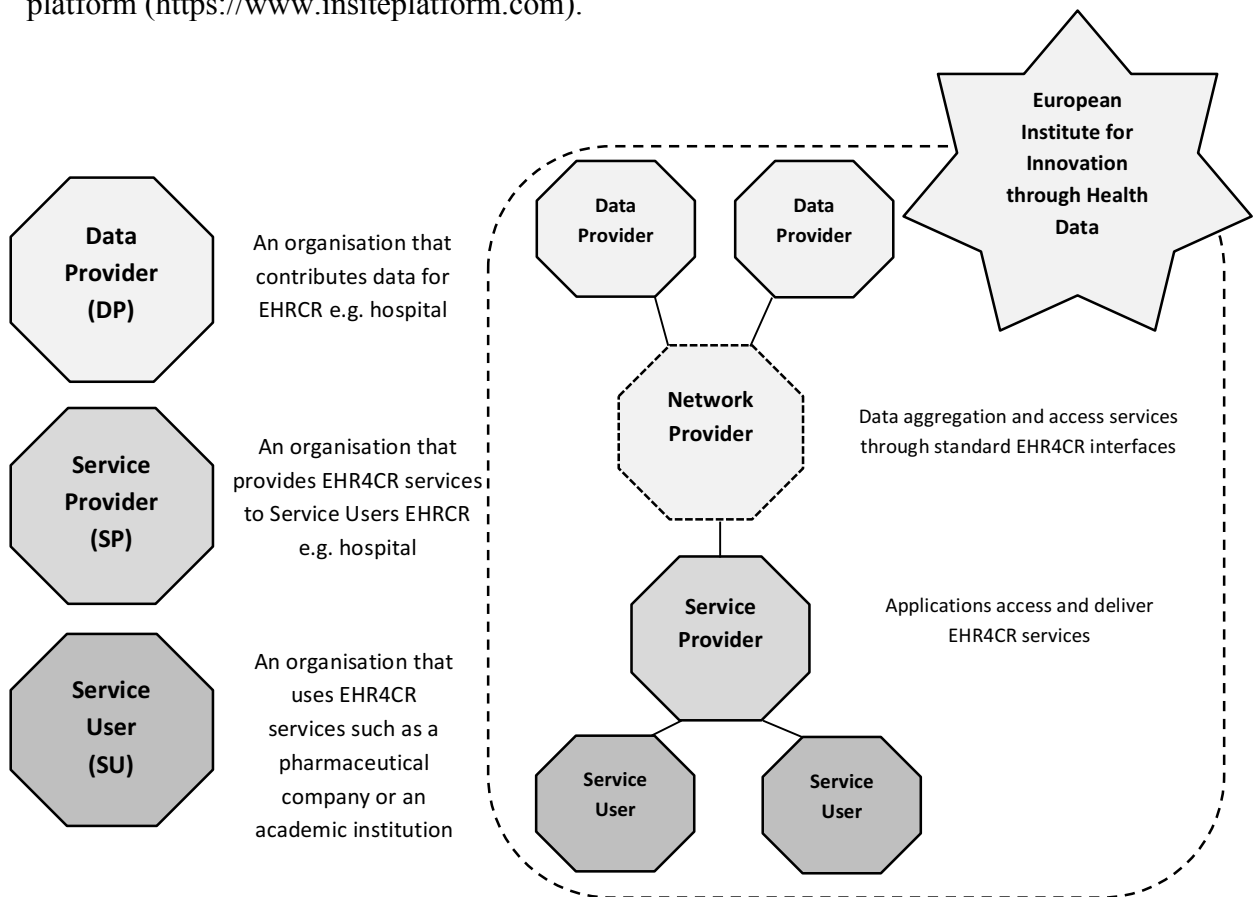 platform (https://www.insiteplatform.com).
European
Institute for
Innovation
through Health
Data
Data
Provider
(DP)
An organisation that
contributes data for
EHRCR e.g. hospital
Data
Provider
Data
Provider
Network
Provider
Data aggregation and access services
through standard EHR4CR interfaces
Service
Provider
(SP)
An organisation that
provides EHR4CR services
to Service Users EHRCR
e.g. hospital
Service
Provider
Applications access and deliver
EHR4CR services
Service
User
(SU)
An organisation that
uses EHR4CR
services such as a
pharmaceutical
company or an
academic institution
Service
User
Service
User